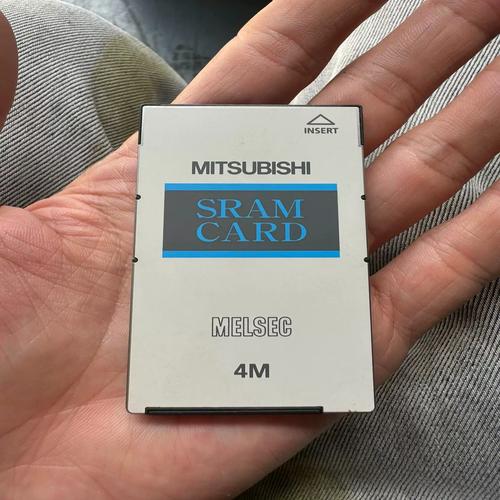 INSERT
MITSUBISHI
SRAM
CARD
MELSEC
4M